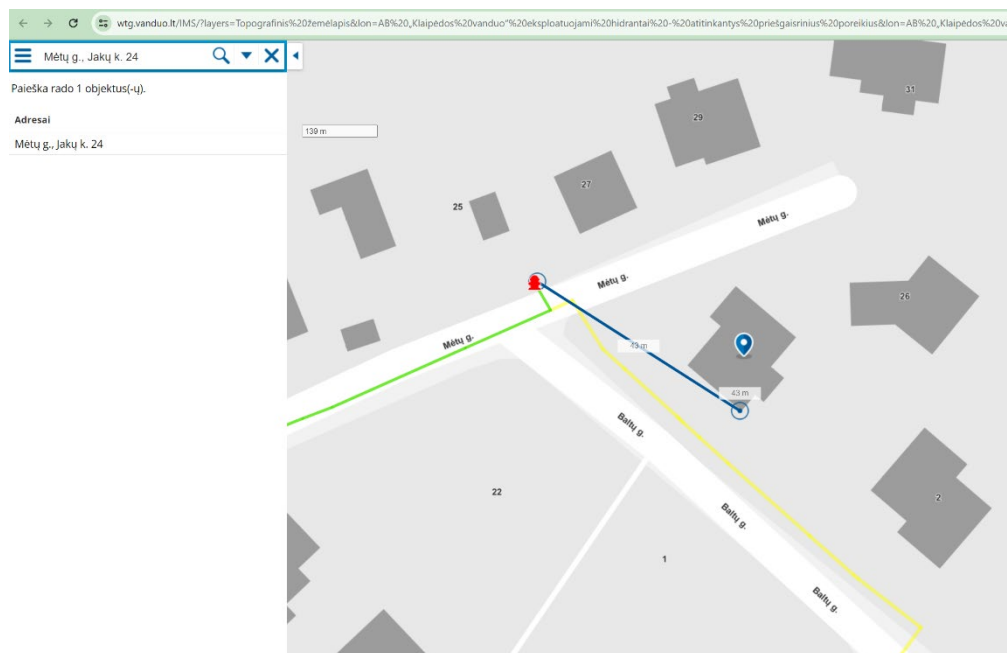 wtg.vanduo.lt/IMS/?layers=Topografinis%20žemėlapis&lon=AB%20„Klaipėdos%20vanduo"%20eksploatuojami%20hidrantai%20-%20atitinkantys%20priešgaisrinius%20poreikius&lon=AB%20„Klaipėdos%20va
Mėtų g., Jakų k. 24
Paieška rado 1 objektus(-ų).
Adresai
Mėtų g., Jakų k. 24
139 m
31
29
27
25
Mėtų g.
Mėtų g.
26
Mėtų g.
43 m
43 m
Baltų g.
22
2
Baltų g.
1
Baltų g.